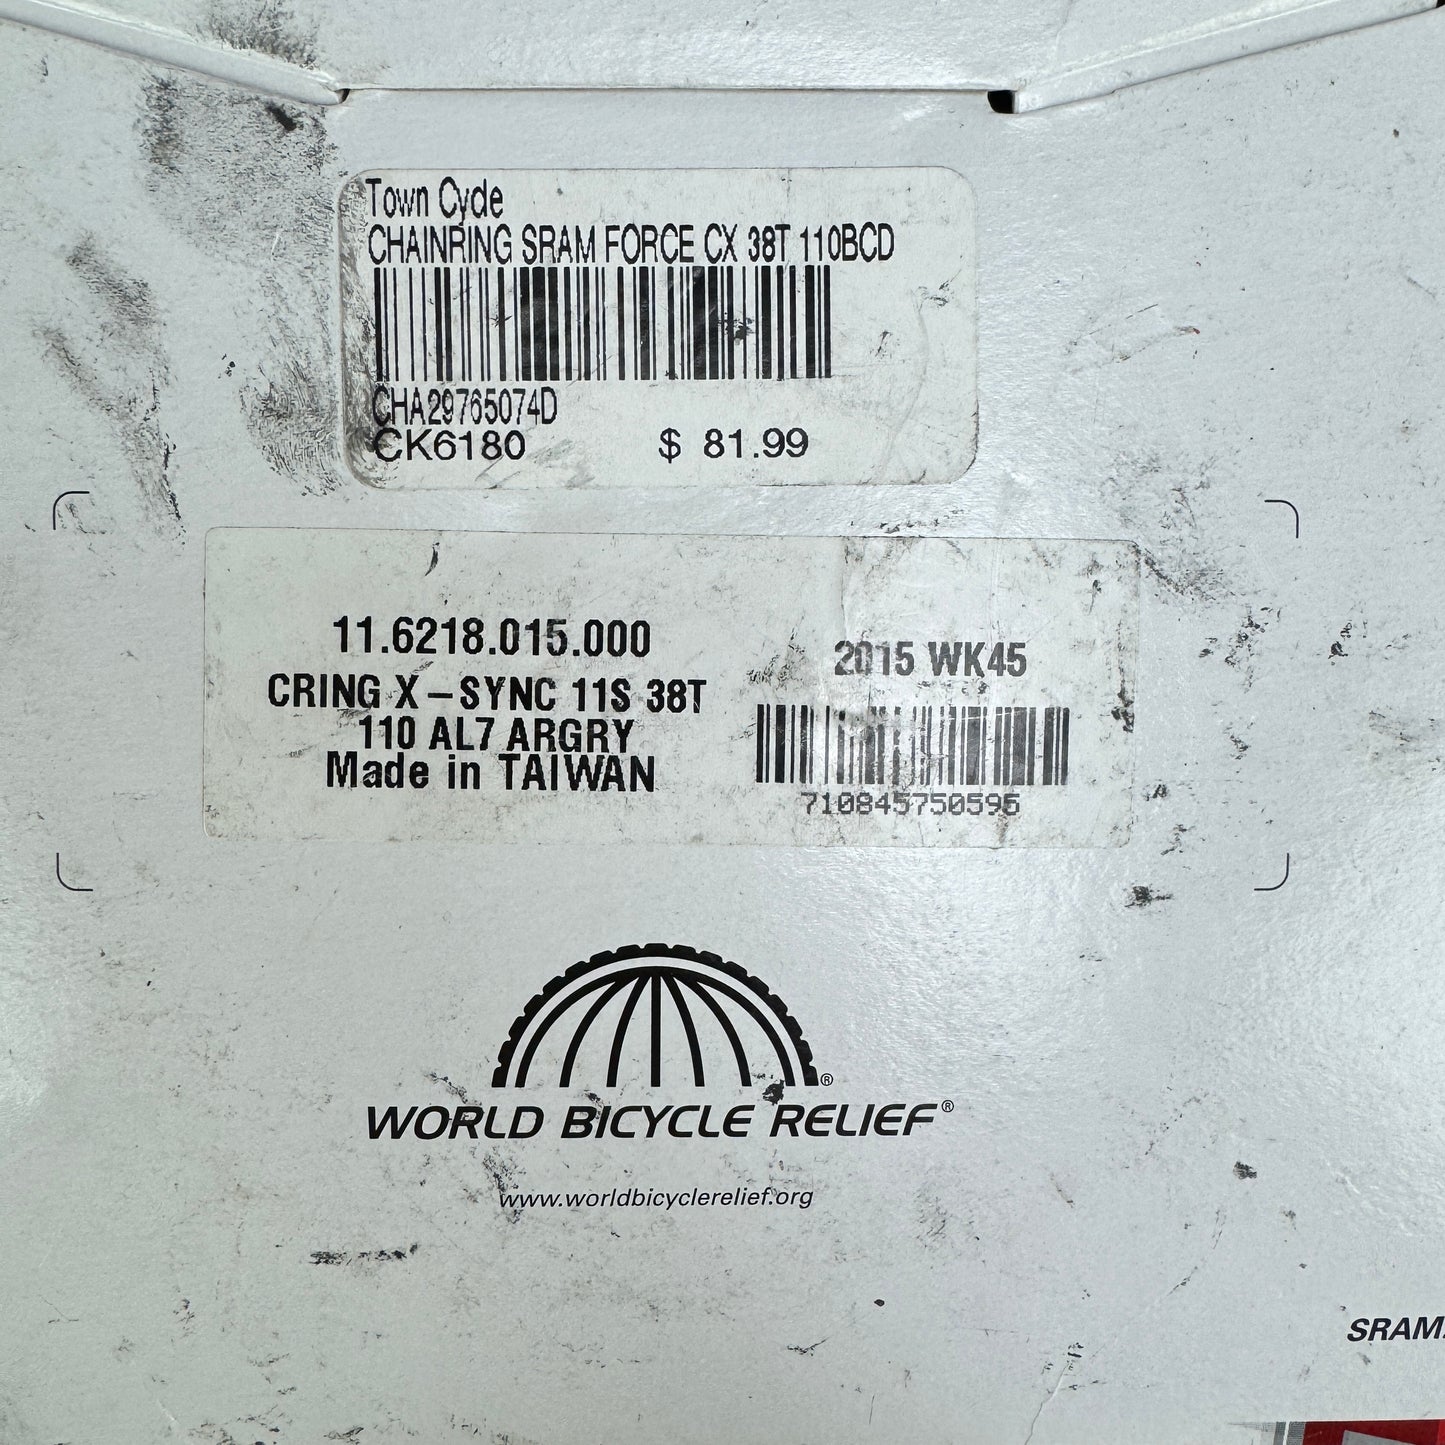 Town Cycle
CHAINRING SRAM FORCE CX 38T 110BCD
CHA29765074D
CK6180 $ 81.99
11.6218.015.000
CRING X-SYNC 11S 38T
110 AL7 ARGRY
Made in TAIWAN
2015 WK45
710845750595
®
WORLD BICYCLE RELIEF®
www.worldbicyclerelief.org
SRAM.